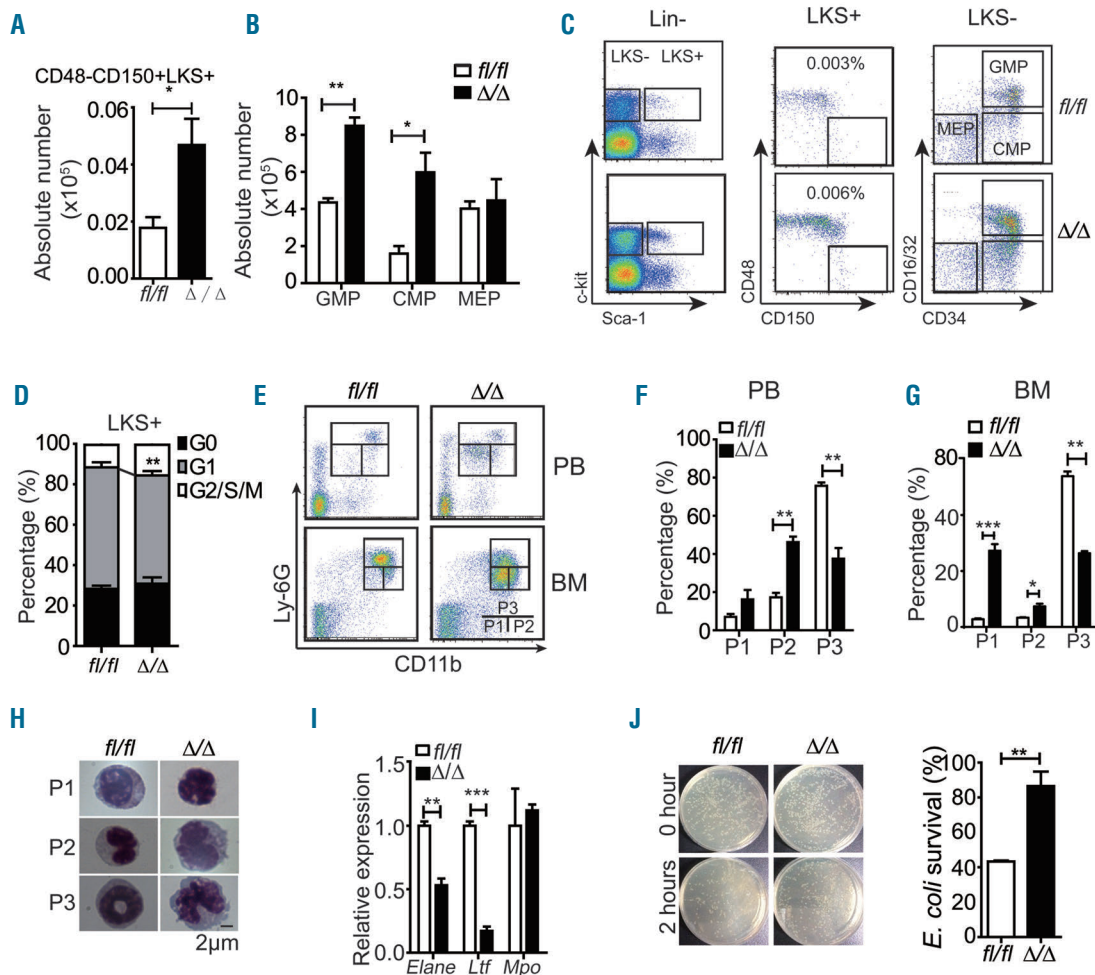 A
CD48-CD150+LKS+
Absolute number
(x10⁵)
0.06
0.04
0.02
0.00
*
fl/fl
Δ/Δ
B
fl/fl
Δ/Δ
Absolute number
(x10⁵)
10
8
6
4
2
**
*
GMP
CMP
MEP
C
Lin-
LKS+
LKS-
LKS-
LKS+
0.003%
GMP
MEP
CMP
fl/fl
0.006%
Δ/Δ
c-kit
Sca-1
CD48
CD150
CD16/32
CD34
D
LKS+
Percentage (%)
100
80
60
40
20
0
**
G0
G1
G2/S/M
fl/fl
Δ/Δ
E
fl/fl
Δ/Δ
PB
BM
P3
P1
P2
Ly-6G
CD11b
F
PB
fl/fl
Δ/Δ
Percentage (%)
100
80
60
40
20
0
**
**
P1
P2
P3
G
BM
fl/fl
Δ/Δ
Percentage (%)
80
60
20
0
***
*
**
P1
P2
P3
H
fl/fl
Δ/Δ
P1
P2
P3
2μm
I
fl/fl
Δ/Δ
Relative expression
1.5
1.0
0.5
0.0
**
***
Elane
Ltf
Mpo
J
fl/fl
Δ/Δ
0 hour
2 hours
E. coli survival (%)
100
80
60
40
20
0
**
fl/fl
Δ/Δ